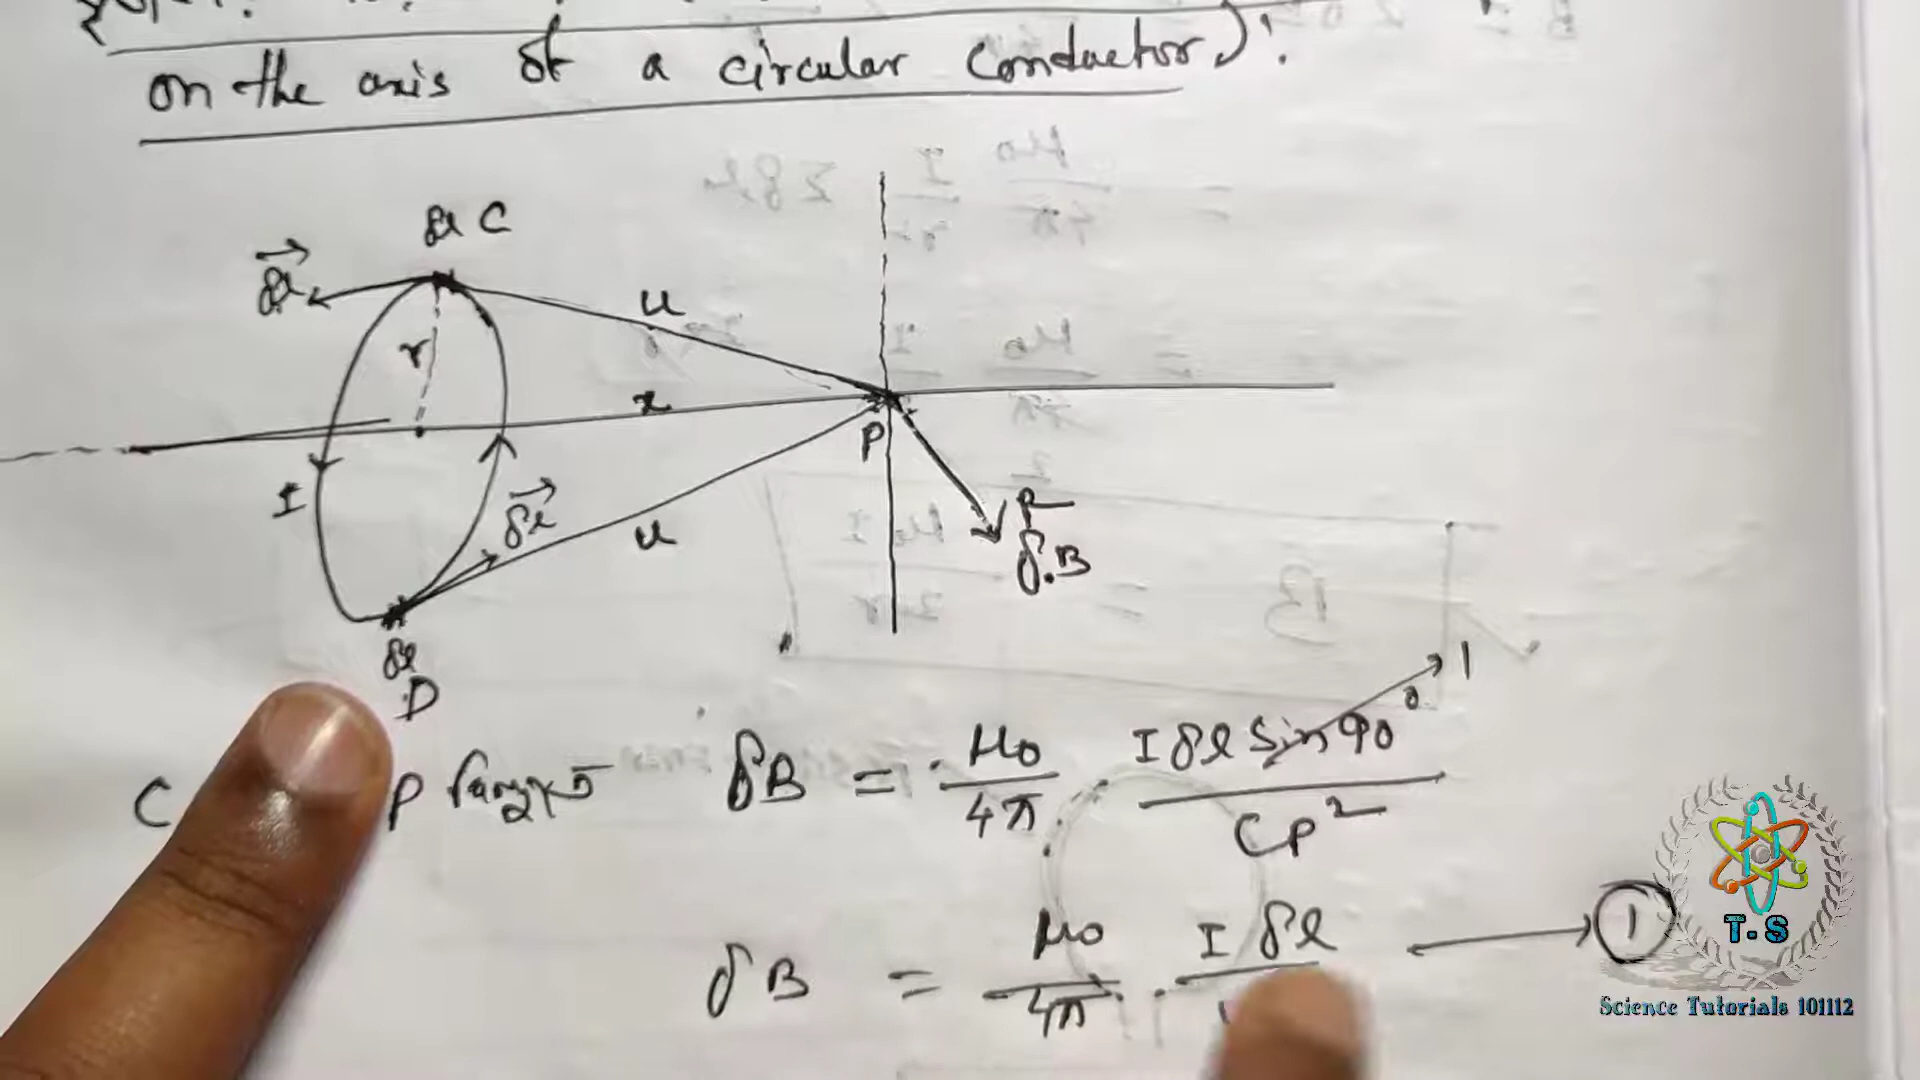 on the axis of a circular conductor):
δl C
δl
u
r
x
P
I
δl
u
δB
δl
D
1
C
P
δB = μ₀/4π . I δl sin 90°/CP²
δB = μ₀/4π . I δl
1
T.S
Science Tutorials 101112